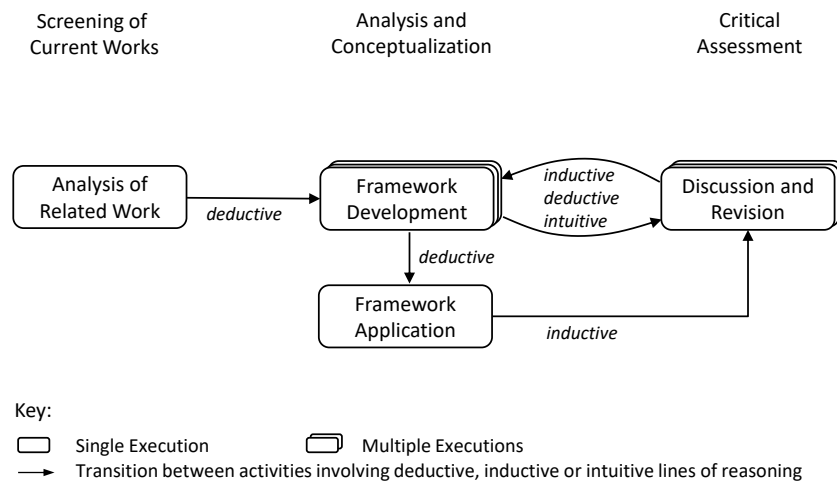 Screening of
Current Works
Analysis and
Conceptualization
Critical
Assessment
Analysis of
Related Work
deductive
Framework
Development
inductive
deductive
intuitive
Discussion and
Revision
deductive
Framework
Application
inductive
Key:
Single Execution
Multiple Executions
Transition between activities involving deductive, inductive or intuitive lines of reasoning